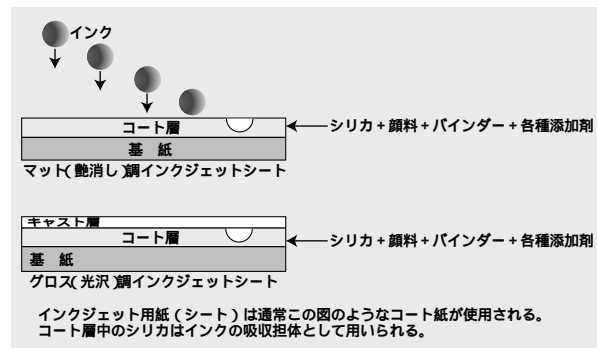 インク
コート層
シリカ+顔料+バインダー+各種添加剤
基 紙
マット(艶消し)調インクジェットシート
キャスト層
コート層
シリカ+顔料+バインダー+各種添加剤
基 紙
グロス(光沢)調インクジェットシート
インクジェット用紙(シート)は通常この図のようなコート紙が使用される。
コート層中のシリカはインクの吸収担体として用いられる。